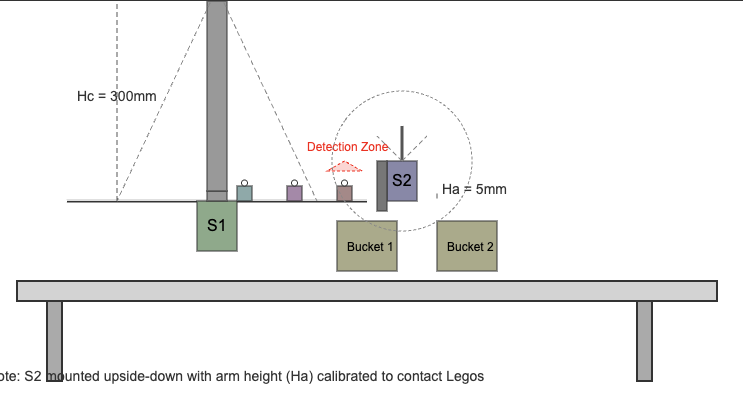 Hc = 300mm
Detection Zone
S2
Ha = 5mm
S1
Bucket 1
Bucket 2
ote: S2 mounted upside-down with arm height (Ha) calibrated to contact Legos